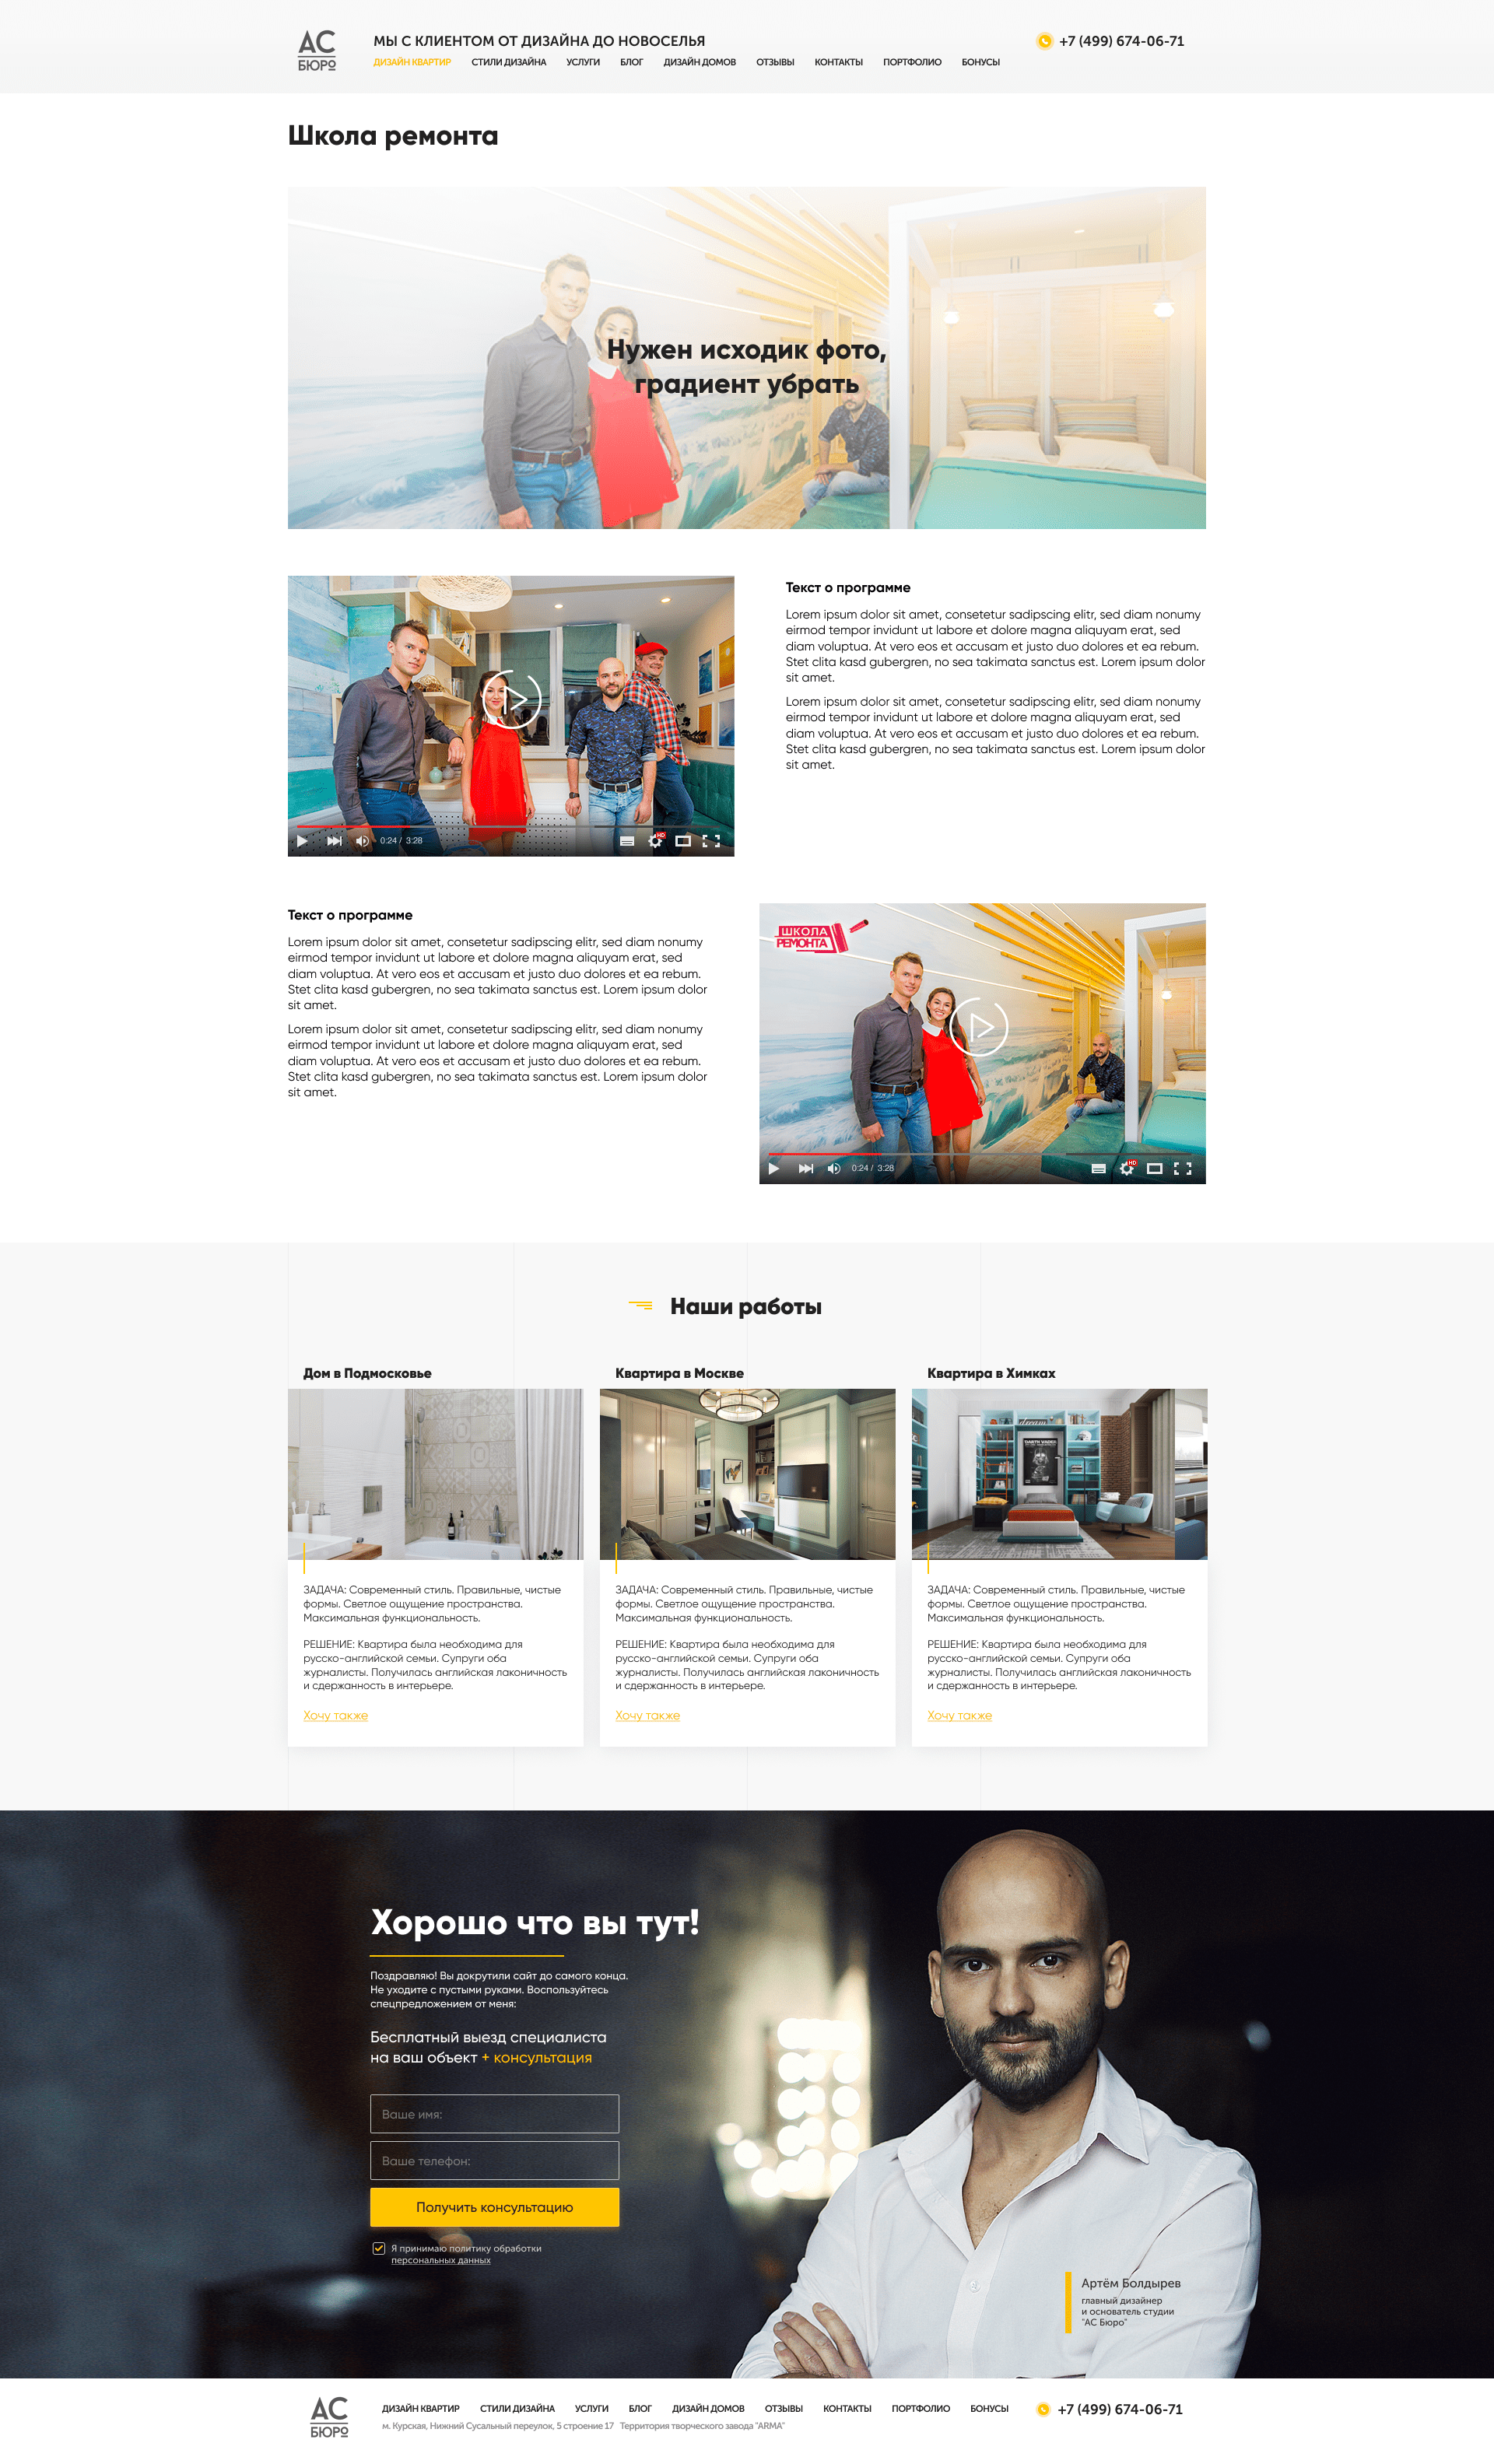 АС
БЮРО
МЫ С КЛИЕНТОМ ОТ ДИЗАЙНА ДО НОВОСЕЛЬЯ
+7 (499) 674-06-71
ДИЗАЙН КВАРТИР СТИЛИ ДИЗАЙНА УСЛУГИ БЛОГ ДИЗАЙН ДОМОВ ОТЗЫВЫ КОНТАКТЫ ПОРТФОЛИО БОНУСЫ
Школа ремонта
Нужен исходик фото,
градиент убрать
0:24 / 3:28
HD
Текст о программе
Lorem ipsum dolor sit amet, consetetur sadipscing elitr, sed diam nonumy
eirmod tempor invidunt ut labore et dolore magna aliquyam erat, sed
diam voluptua. At vero eos et accusam et justo duo dolores et ea rebum.
Stet clita kasd gubergren, no sea takimata sanctus est. Lorem ipsum dolor
sit amet.
Lorem ipsum dolor sit amet, consetetur sadipscing elitr, sed diam nonumy
eirmod tempor invidunt ut labore et dolore magna aliquyam erat, sed
diam voluptua. At vero eos et accusam et justo duo dolores et ea rebum.
Stet clita kasd gubergren, no sea takimata sanctus est. Lorem ipsum dolor
sit amet.
Текст о программе
Lorem ipsum dolor sit amet, consetetur sadipscing elitr, sed diam nonumy
eirmod tempor invidunt ut labore et dolore magna aliquyam erat, sed
diam voluptua. At vero eos et accusam et justo duo dolores et ea rebum.
Stet clita kasd gubergren, no sea takimata sanctus est. Lorem ipsum dolor
sit amet.
Lorem ipsum dolor sit amet, consetetur sadipscing elitr, sed diam nonumy
eirmod tempor invidunt ut labore et dolore magna aliquyam erat, sed
diam voluptua. At vero eos et accusam et justo duo dolores et ea rebum.
Stet clita kasd gubergren, no sea takimata sanctus est. Lorem ipsum dolor
sit amet.
ШКОЛА
РЕМОНТА
0:24 / 3:28
HD
Наши работы
Дом в Подмосковье
ЗАДАЧА: Современный стиль. Правильные, чистые
формы. Светлое ощущение пространства.
Максимальная функциональность.
РЕШЕНИЕ: Квартира была необходима для
русско-английской семьи. Супруги оба
журналисты. Получилась английская лаконичность
и сдержанность в интерьере.
Хочу также
Квартира в Москве
ЗАДАЧА: Современный стиль. Правильные, чистые
формы. Светлое ощущение пространства.
Максимальная функциональность.
РЕШЕНИЕ: Квартира была необходима для
русско-английской семьи. Супруги оба
журналисты. Получилась английская лаконичность
и сдержанность в интерьере.
Хочу также
Квартира в Химках
DARTH VADER
ЗАДАЧА: Современный стиль. Правильные, чистые
формы. Светлое ощущение пространства.
Максимальная функциональность.
РЕШЕНИЕ: Квартира была необходима для
русско-английской семьи. Супруги оба
журналисты. Получилась английская лаконичность
и сдержанность в интерьере.
Хочу также
Хорошо что вы тут!
Поздравляю! Вы докрутили сайт до самого конца.
Не уходите с пустыми руками. Воспользуйтесь
спецпредложением от меня:
Бесплатный выезд специалиста
на ваш объект + консультация
Ваше имя:
Ваше телефон:
Получить консультацию
Я принимаю политику обработки
персональных данных
Артём Болдырев
главный дизайнер
и основатель студии
"АС Бюро"
АС
БЮРО
ДИЗАЙН КВАРТИР СТИЛИ ДИЗАЙНА УСЛУГИ БЛОГ ДИЗАЙН ДОМОВ ОТЗЫВЫ КОНТАКТЫ ПОРТФОЛИО БОНУСЫ
+7 (499) 674-06-71
м. Курская, Нижний Сусальный переулок, 5 строение 17 Территория творческого завода "ARMA"